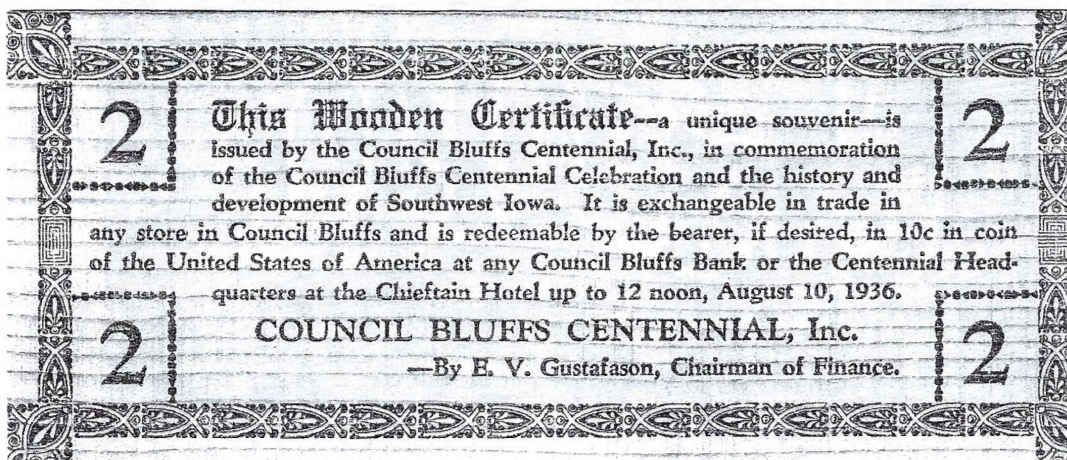 2 2
This Wooden Certificate--a unique souvenir—is
issued by the Council Bluffs Centennial, Inc., in commemoration
of the Council Bluffs Centennial Celebration and the history and
development of Southwest Iowa. It is exchangeable in trade in
any store in Council Bluffs and is redeemable by the bearer, if desired, in 10c in coin
of the United States of America at any Council Bluffs Bank or the Centennial Head-
quarters at the Chieftain Hotel up to 12 noon, August 10, 1936.
COUNCIL BLUFFS CENTENNIAL, Inc.
—By E. V. Gustafason, Chairman of Finance.
2 2